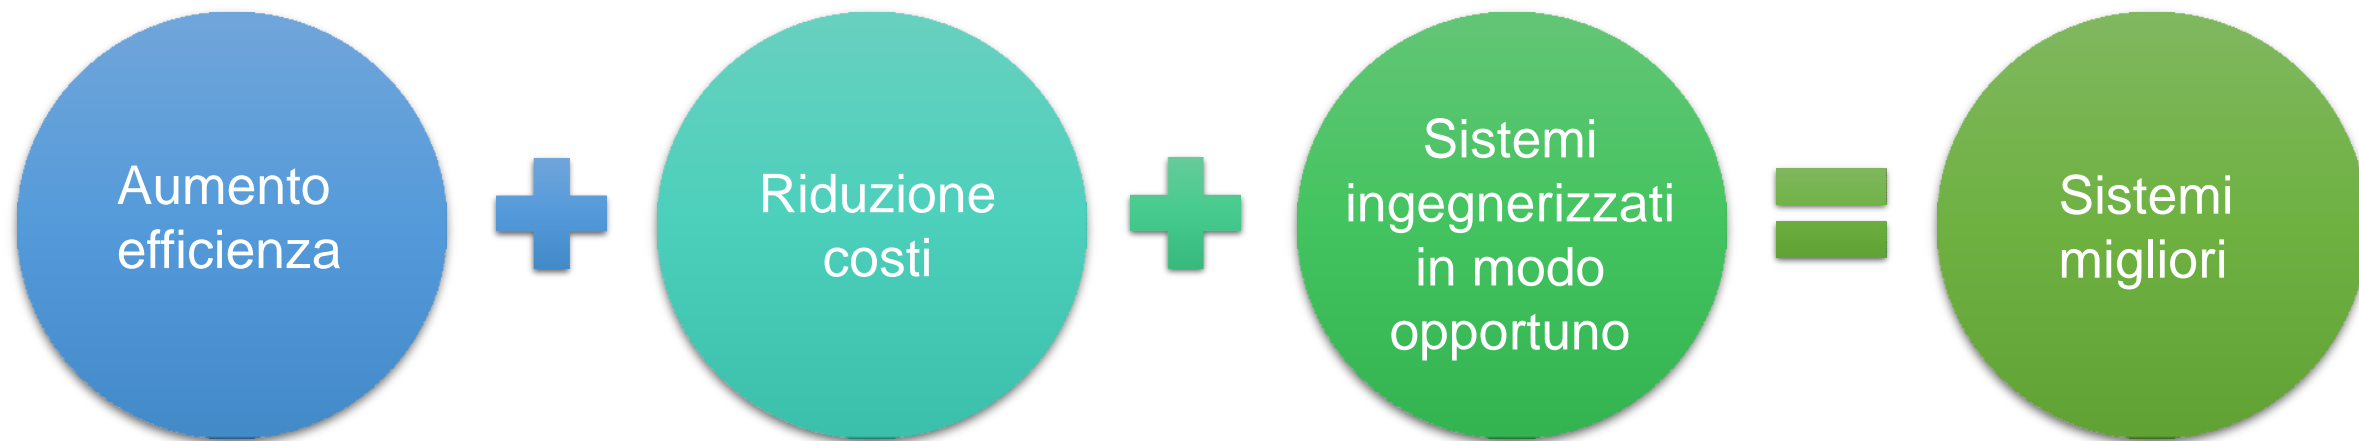 Aumento
efficienza
Riduzione
costi
Sistemi
ingegnerizzati
in modo
opportuno
Sistemi
migliori